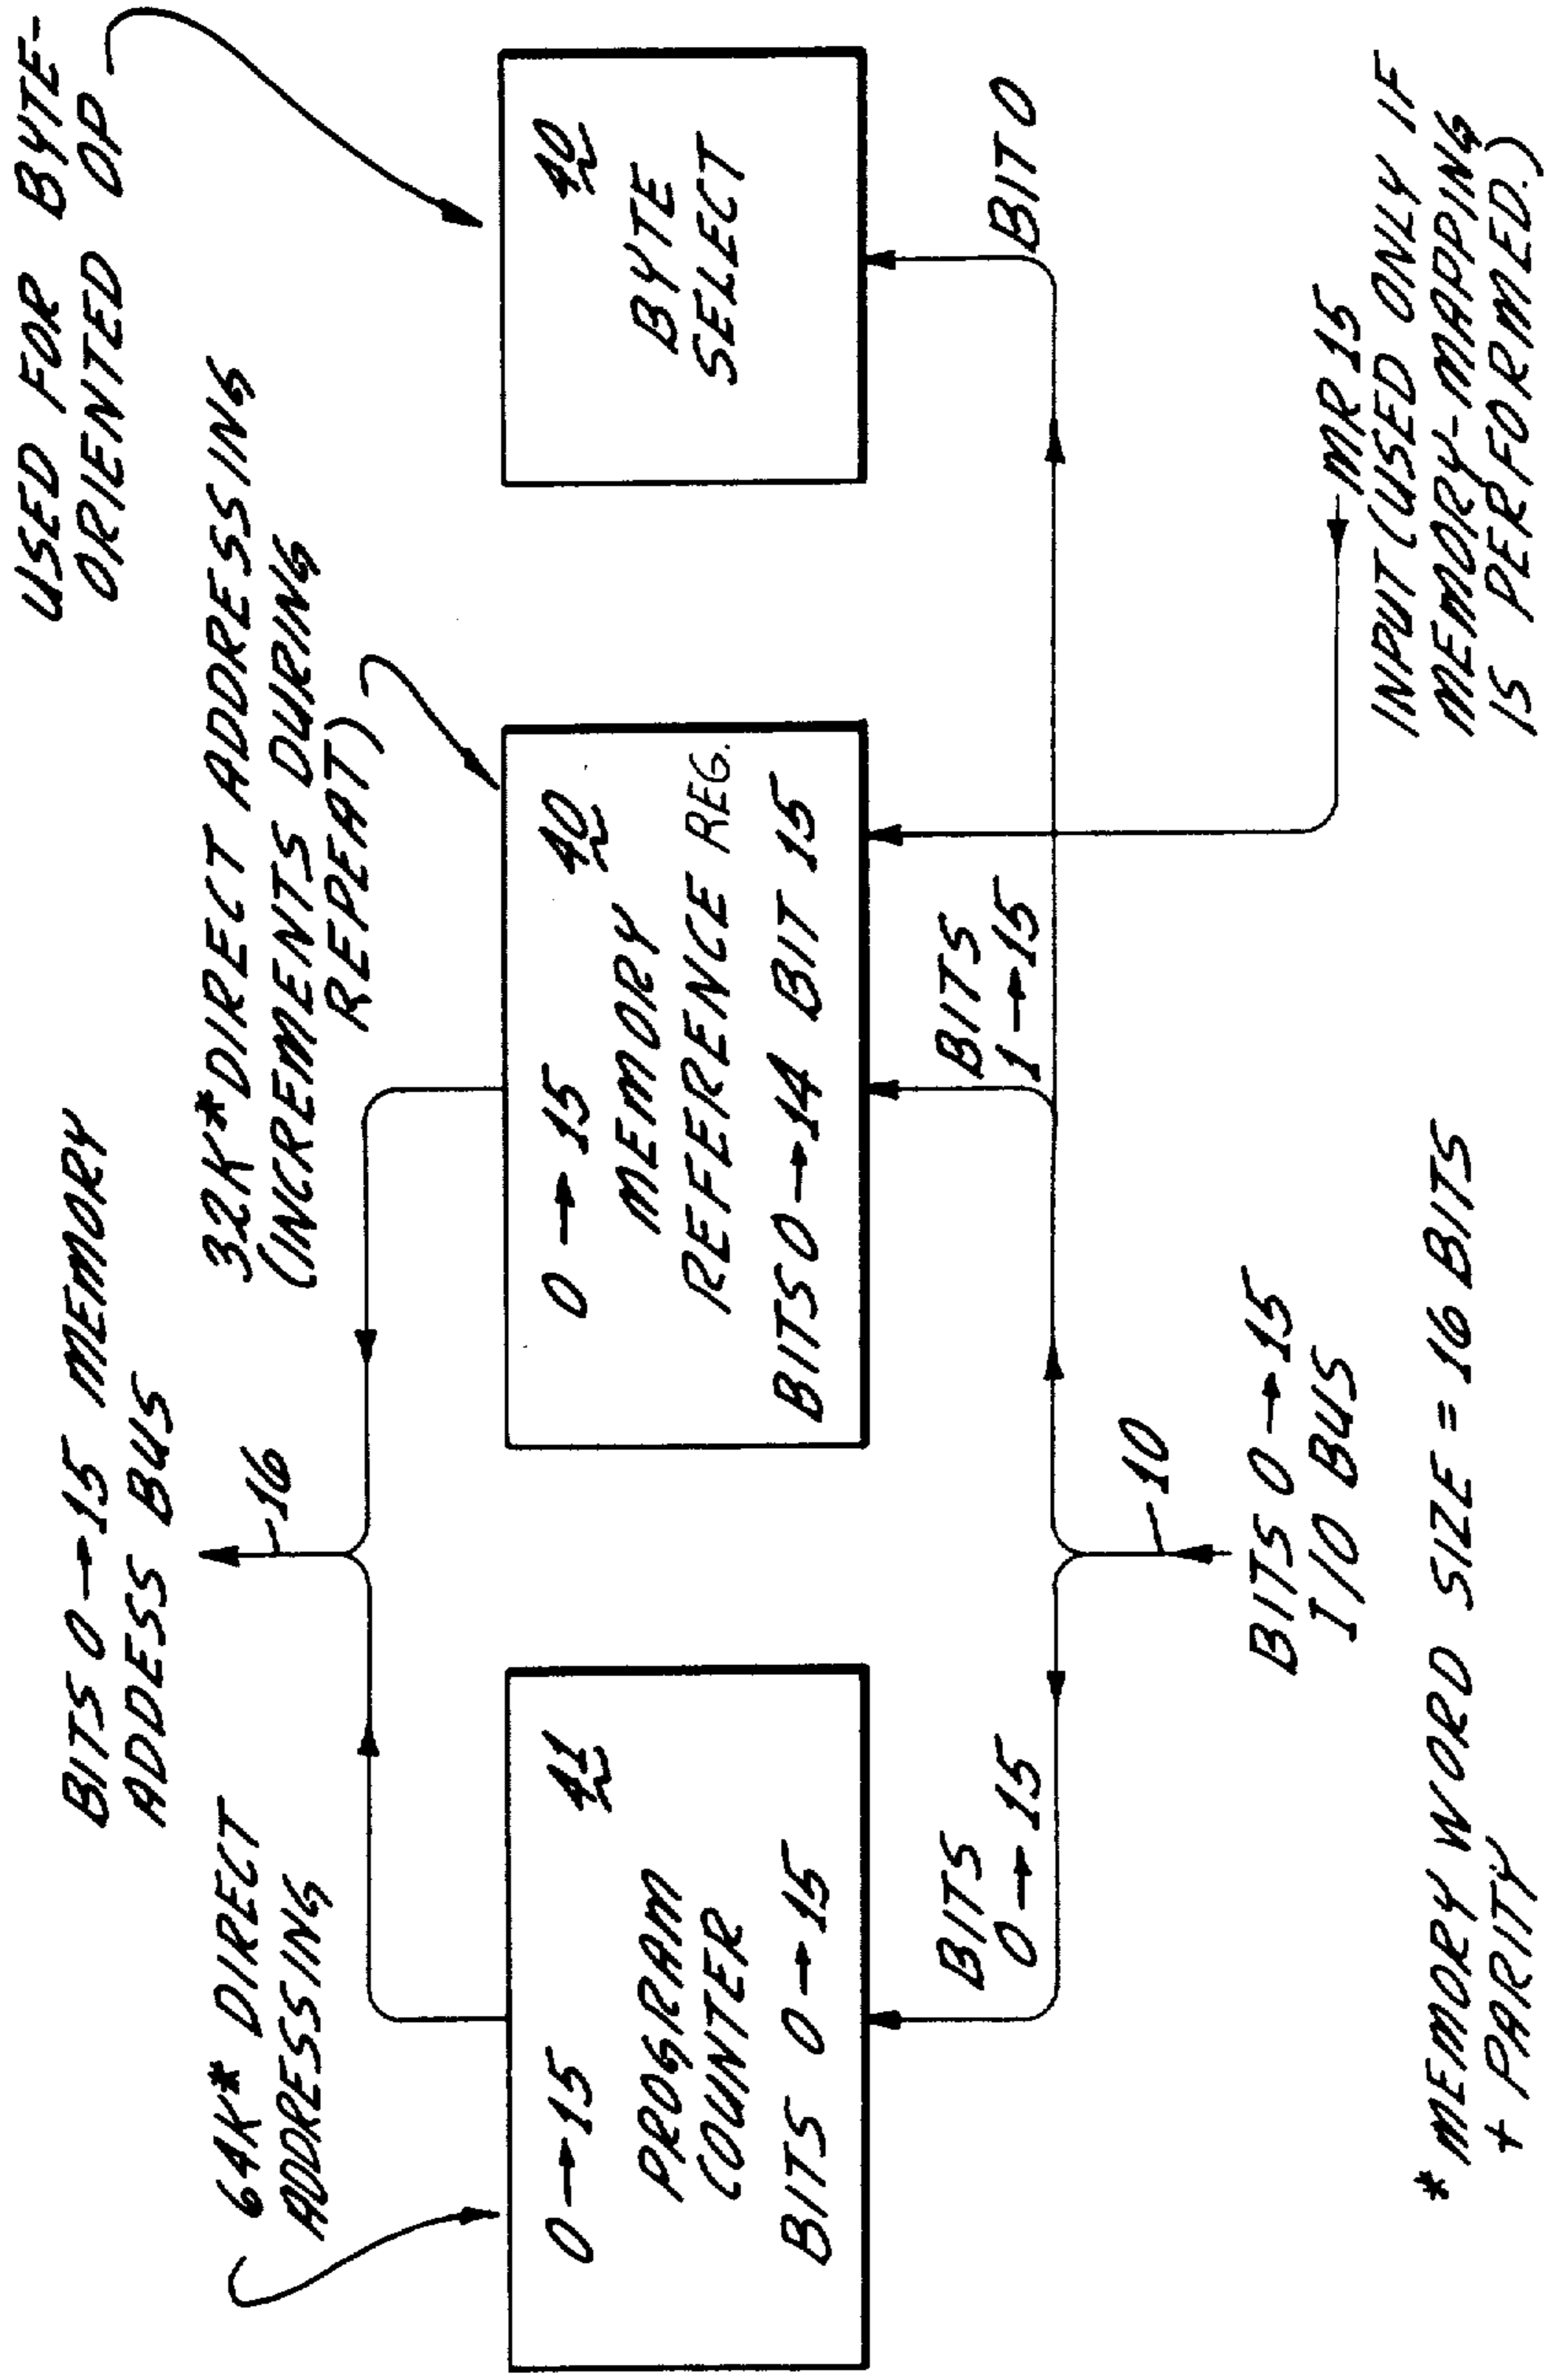 BITS 0→15 MEMORY
ADDESS BUS
16
64K* DIRECT
ADDRESSING
32K* DIRECT ADDRESSING
(INCREMENTS DURING
REPEAT)
USED FOR BYTE-
ORIENTED OP
0→15 41
PROGRAM
COUNTER
BITS 0→15
0→15 40
MEMORY
REFERENCE REG.
BITS 0→14 BIT 15
40
BYTE
SELECT
BITS
0→15
BITS
1→15
BIT 0
10
BITS 0→15
I/O BUS
MR 15
INPUT (USED ONLY IF
MEMORY-MAPPING
IS PERFORMED.)
* MEMORY WORD SIZE = 16 BITS
+ PARITY